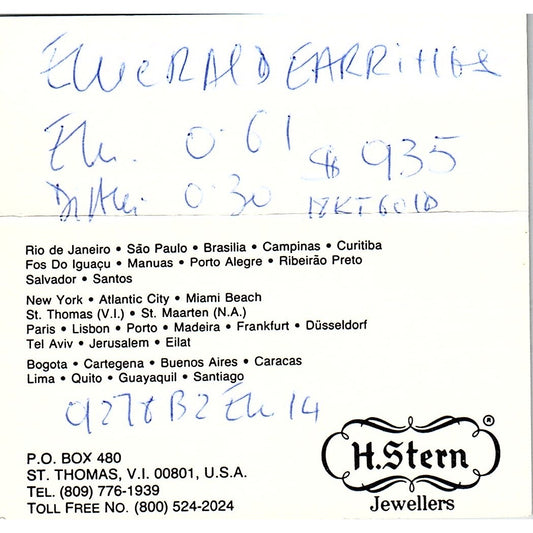 EMERALD EARRINGS
Em. 0.61
$ 935
0.30 18KT GOLD
Rio de Janeiro • São Paulo • Brasilia • Campinas • Curitiba
Fos Do Iguaçu • Manuas • Porto Alegre • Ribeirão Preto
Salvador • Santos
New York • Atlantic City • Miami Beach
St. Thomas (V.I.) • St. Maarten (N.A.)
Paris • Lisbon • Porto • Madeira • Frankfurt • Düsseldorf
Tel Aviv • Jerusalem • Eilat
Bogota • Cartegena • Buenos Aires • Caracas
Lima • Quito • Guayaquil • Santiago
P.O. BOX 480
ST. THOMAS, V.I. 00801, U.S.A.
TEL. (809) 776-1939
TOLL FREE NO. (800) 524-2024
H.Stern ®
Jewellers